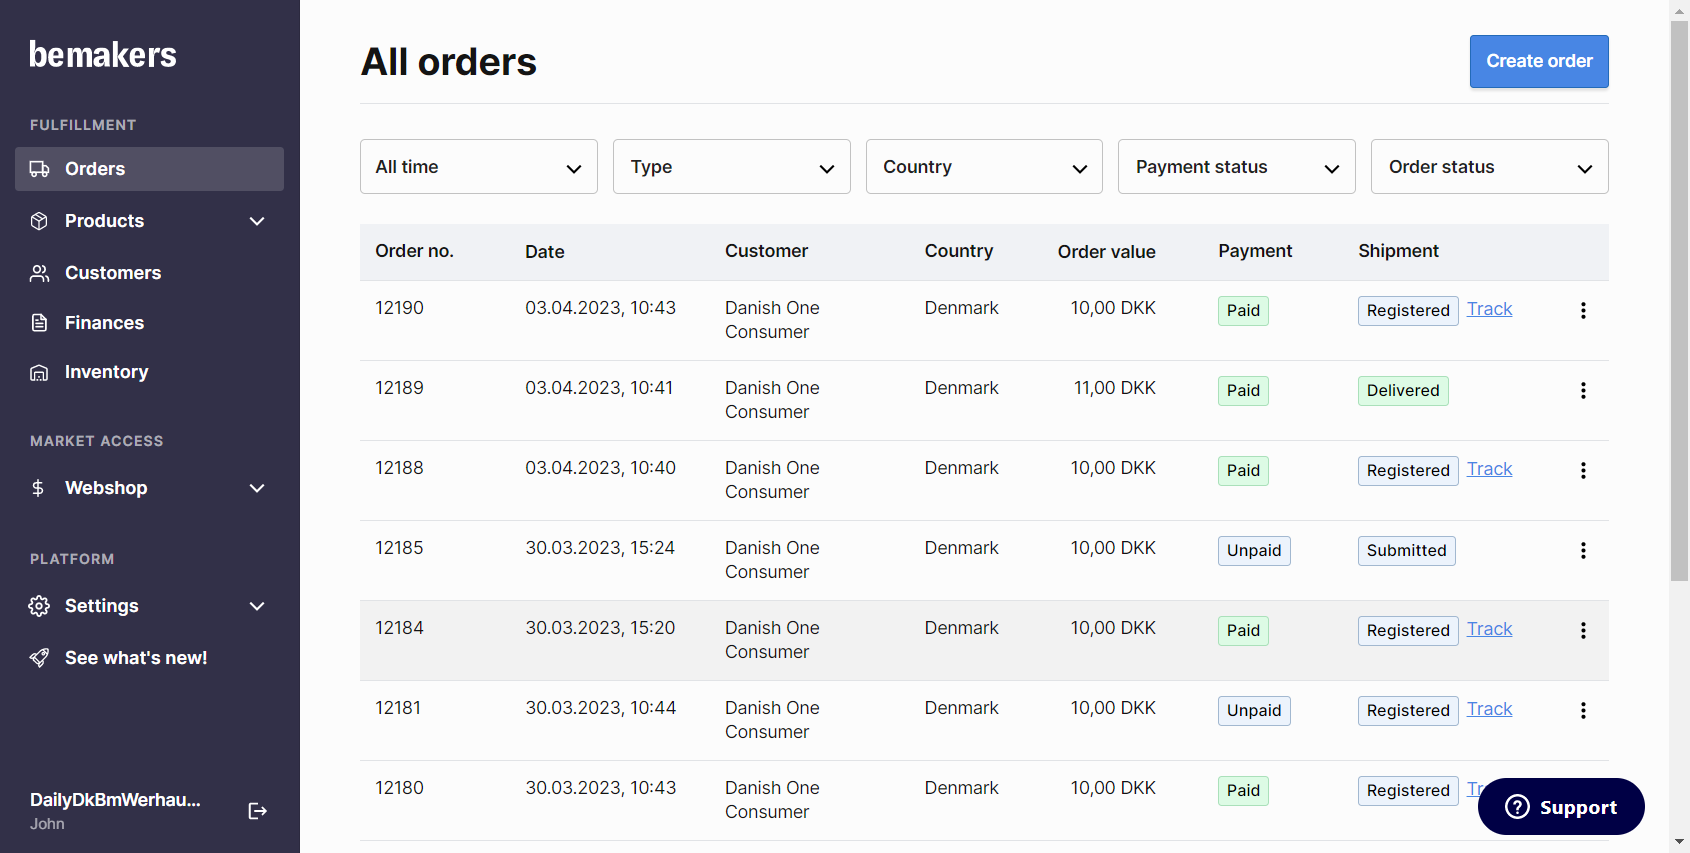 bemakers
FULFILLMENT
Orders
Products
Customers
Finances
Inventory
MARKET ACCESS
Webshop
PLATFORM
Settings
See what's new!
DailyDkBmWerhau...
John
All orders
Create order
All time Type Country Payment status Order status
Order no. Date Customer Country Order value Payment Shipment
12190 03.04.2023, 10:43 Danish One Denmark 10,00 DKK Paid Registered Track
Consumer
12189 03.04.2023, 10:41 Danish One Denmark 11,00 DKK Paid Delivered
Consumer
12188 03.04.2023, 10:40 Danish One Denmark 10,00 DKK Paid Registered Track
Consumer
12185 30.03.2023, 15:24 Danish One Denmark 10,00 DKK Unpaid Submitted
Consumer
12184 30.03.2023, 15:20 Danish One Denmark 10,00 DKK Paid Registered Track
Consumer
12181 30.03.2023, 10:44 Danish One Denmark 10,00 DKK Unpaid Registered Track
Consumer
12180 30.03.2023, 10:43 Danish One Denmark 10,00 DKK Paid Registered
Consumer
Support